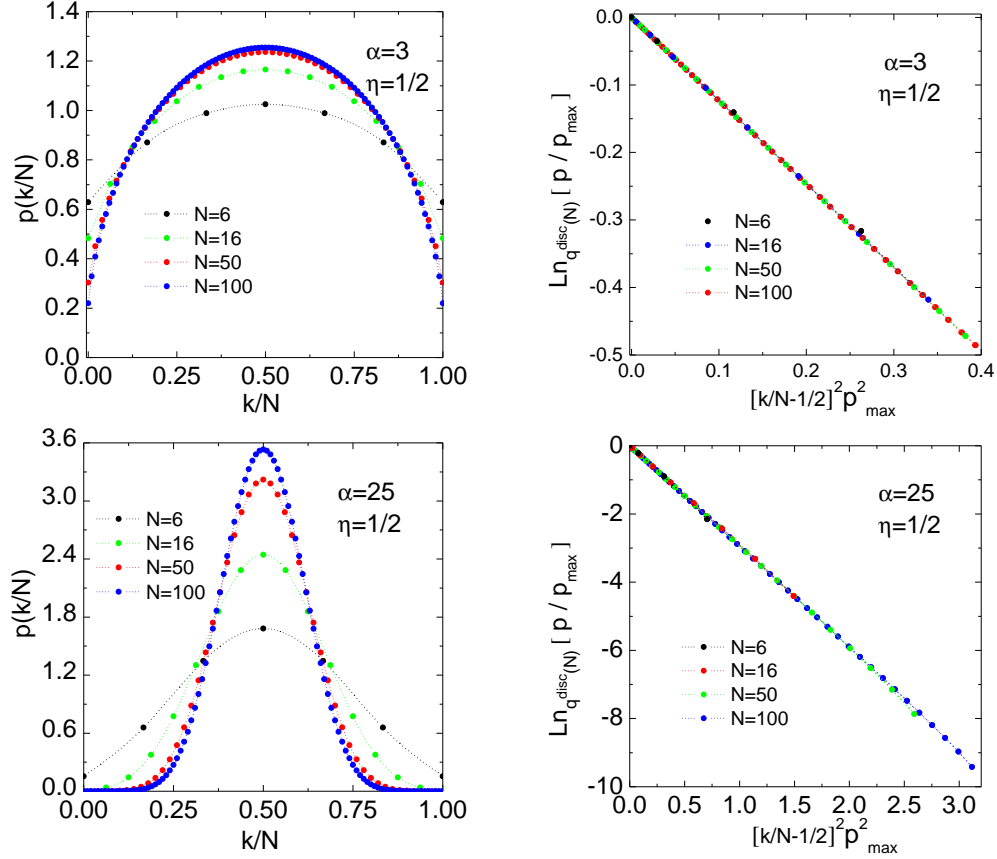 1.4
1.2
1.0
0.8
0.6
0.4
0.2
0.0
p(k/N)
α=3
η=1/2
N=6
N=16
N=50
N=100
0.00 0.25 0.50 0.75 1.00
k/N
0.0
-0.1
-0.2
-0.3
-0.4
-0.5
Ln_q^disc(N) [ p / p_max ]
α=3
η=1/2
N=6
N=16
N=50
N=100
0.0 0.1 0.2 0.3 0.4
[k/N-1/2]²p²_max
3.6
3.0
2.4
1.8
1.2
0.6
0.0
p(k/N)
α=25
η=1/2
N=6
N=16
N=50
N=100
0.00 0.25 0.50 0.75 1.00
k/N
0
-2
-4
-6
-8
-10
Ln_q^disc(N) [ p / p_max ]
α=25
η=1/2
N=6
N=16
N=50
N=100
0.0 0.5 1.0 1.5 2.0 2.5 3.0
[k/N-1/2]²p²_max